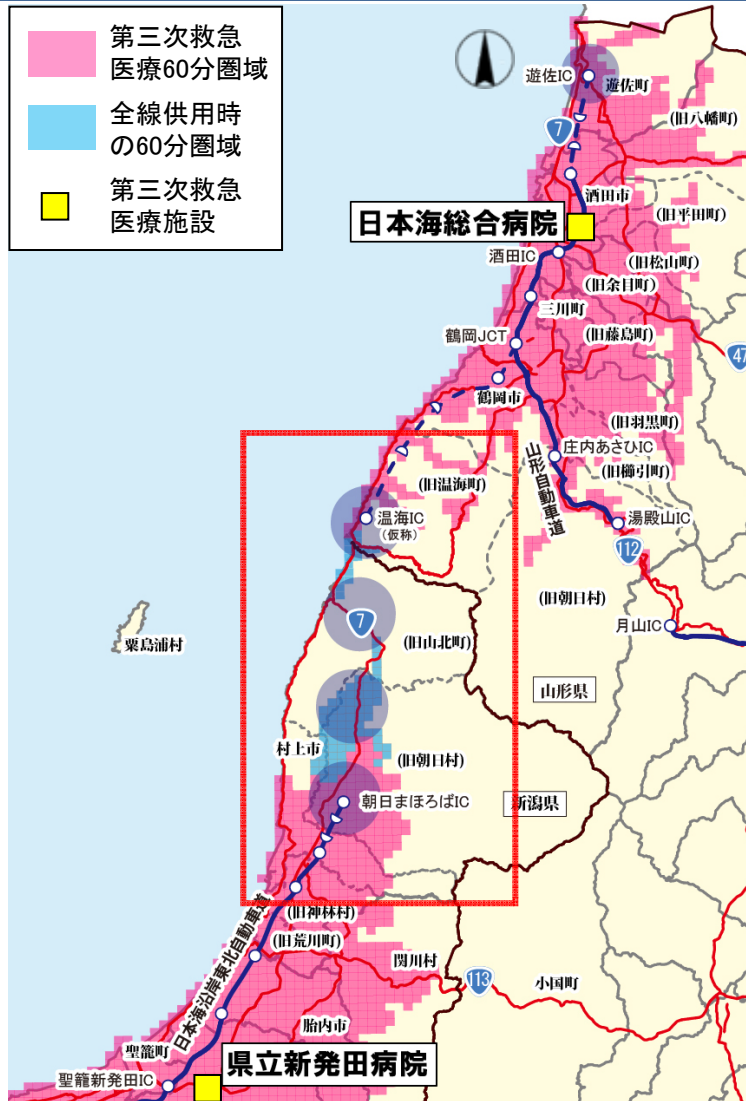 第三次救急
医療60分圏域
全線供用時
の60分圏域
第三次救急
医療施設
遊佐IC
遊佐町
7
(旧八幡町)
酒田市
日本海総合病院
(旧平田町)
酒田IC
(旧松山町)
(旧余目町)
三川町
鶴岡JCT
(旧藤島町)
47
鶴岡市
(旧羽黒町)
庄内あさひIC
(旧温海町)
(旧櫛引町)
山形自動車道
温海IC
(仮称)
湯殿山IC
112
(旧朝日村)
7
月山IC
粟島浦村
(旧山北町)
山形県
村上市
(旧朝日村)
朝日まほろばIC
新潟県
日本海沿岸東北自動車道
(旧神林村)
(旧荒川町)
関川村
113
小国町
胎内市
聖籠町
県立新発田病院
聖籠新発田IC